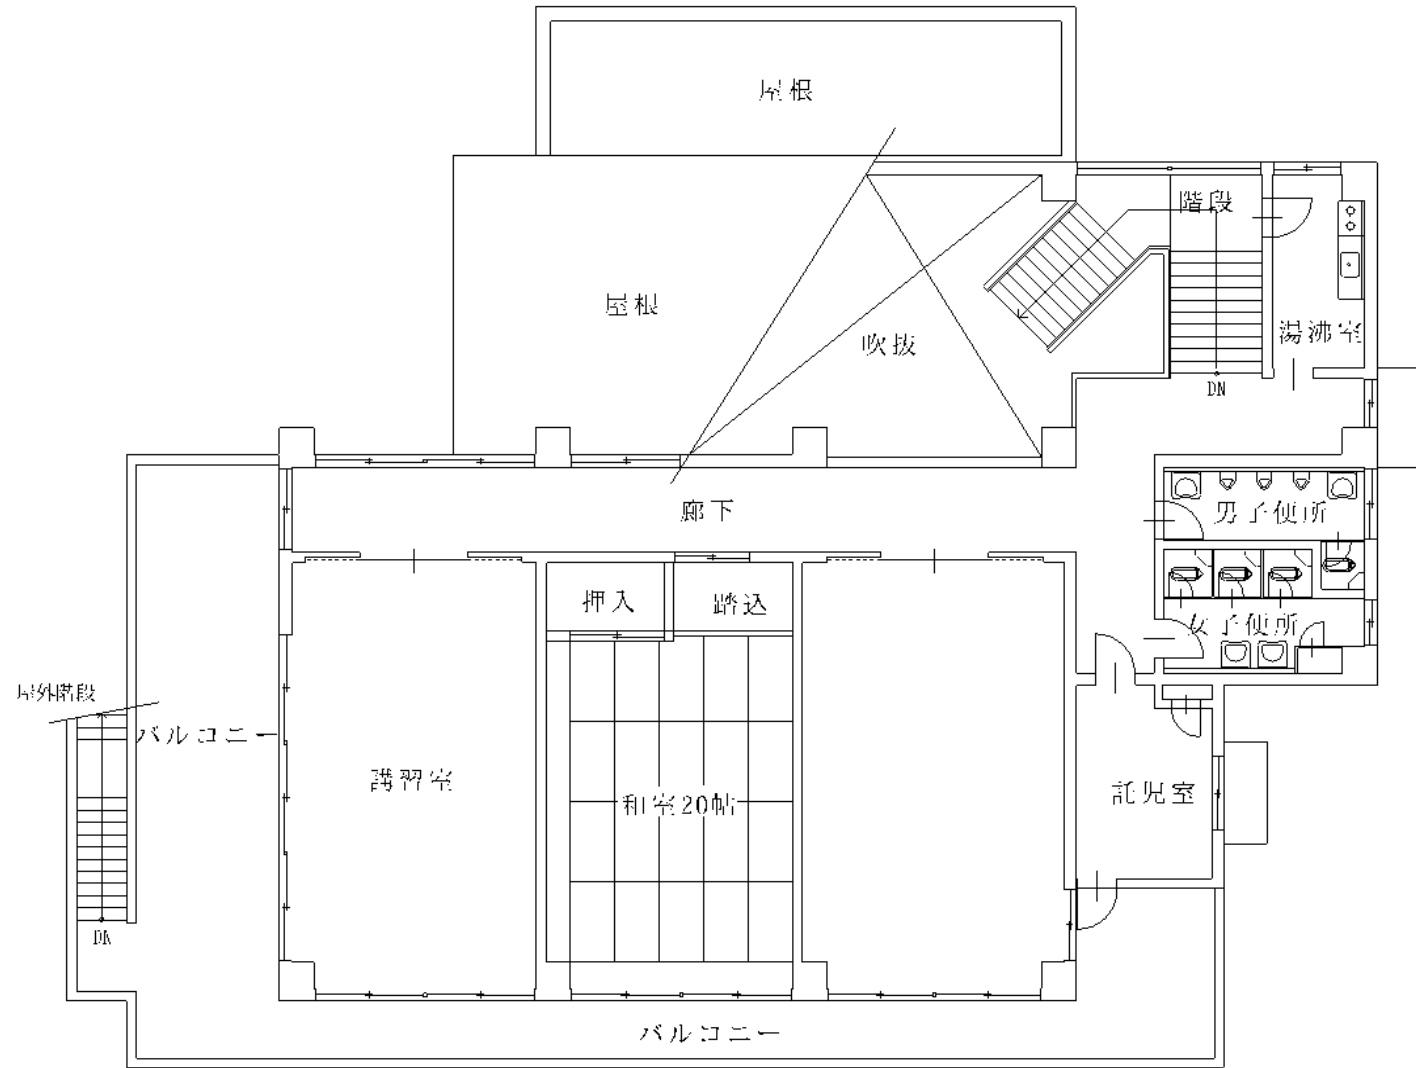 屋根
階段
屋根
吹抜
湯沸室
DN
廊下
男子便所
押入
踏込
女子便所
屋外階段
バルコニー
講習室
和室20帖
託児室
DN
バルコニー